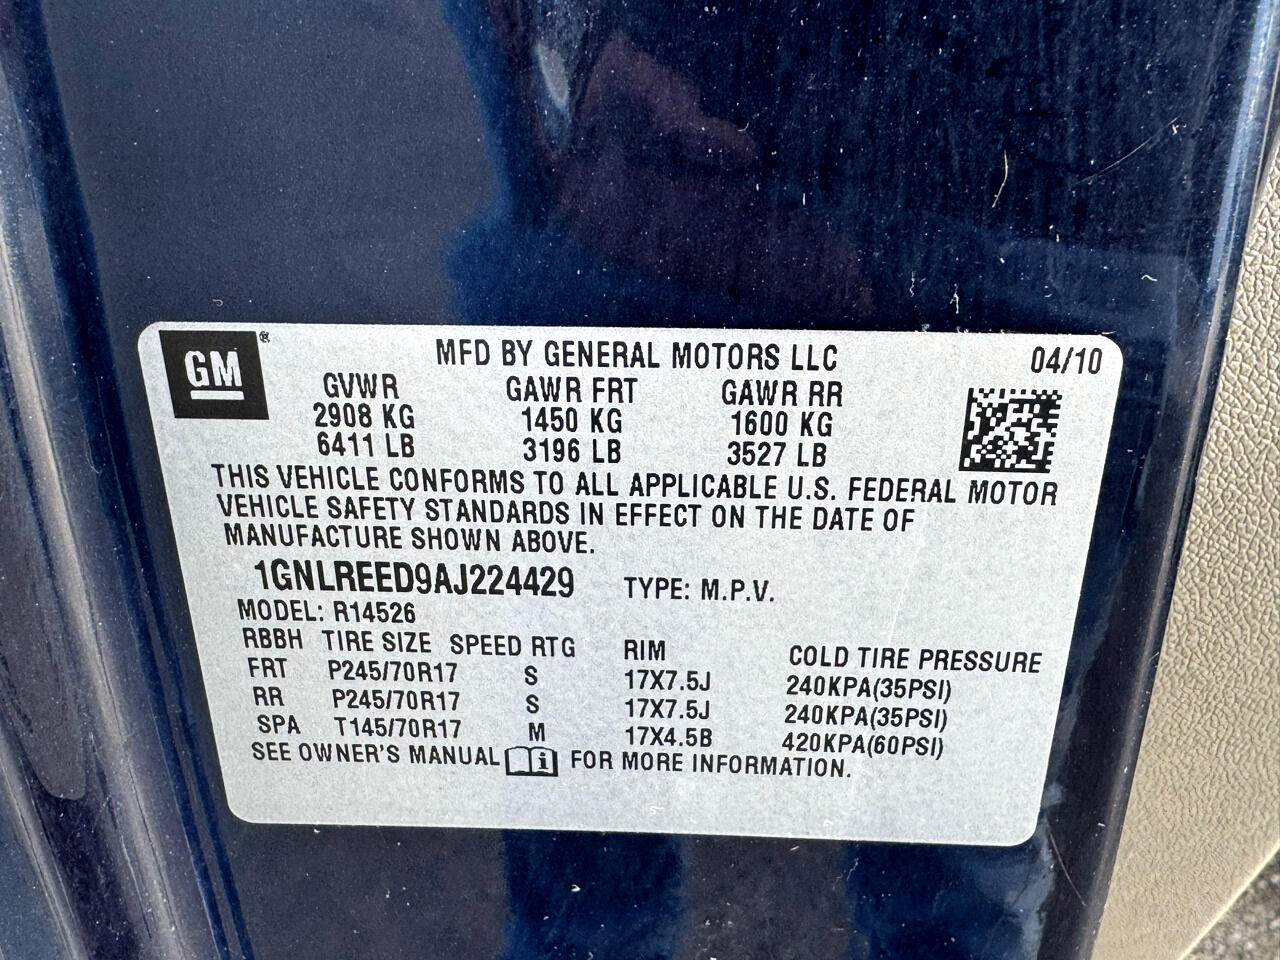 GM ® MFD BY GENERAL MOTORS LLC 04/10
GVWR GAWR FRT GAWR RR
2908 KG 1450 KG 1600 KG
6411 LB 3196 LB 3527 LB
THIS VEHICLE CONFORMS TO ALL APPLICABLE U.S. FEDERAL MOTOR
VEHICLE SAFETY STANDARDS IN EFFECT ON THE DATE OF
MANUFACTURE SHOWN ABOVE.
1GNLREED9AJ224429 TYPE: M.P.V.
MODEL: R14526
RBBH TIRE SIZE SPEED RTG RIM COLD TIRE PRESSURE
FRT P245/70R17 S 17X7.5J 240KPA(35PSI)
RR P245/70R17 S 17X7.5J 240KPA(35PSI)
SPA T145/70R17 M 17X4.5B 420KPA(60PSI)
SEE OWNER'S MANUAL i FOR MORE INFORMATION.